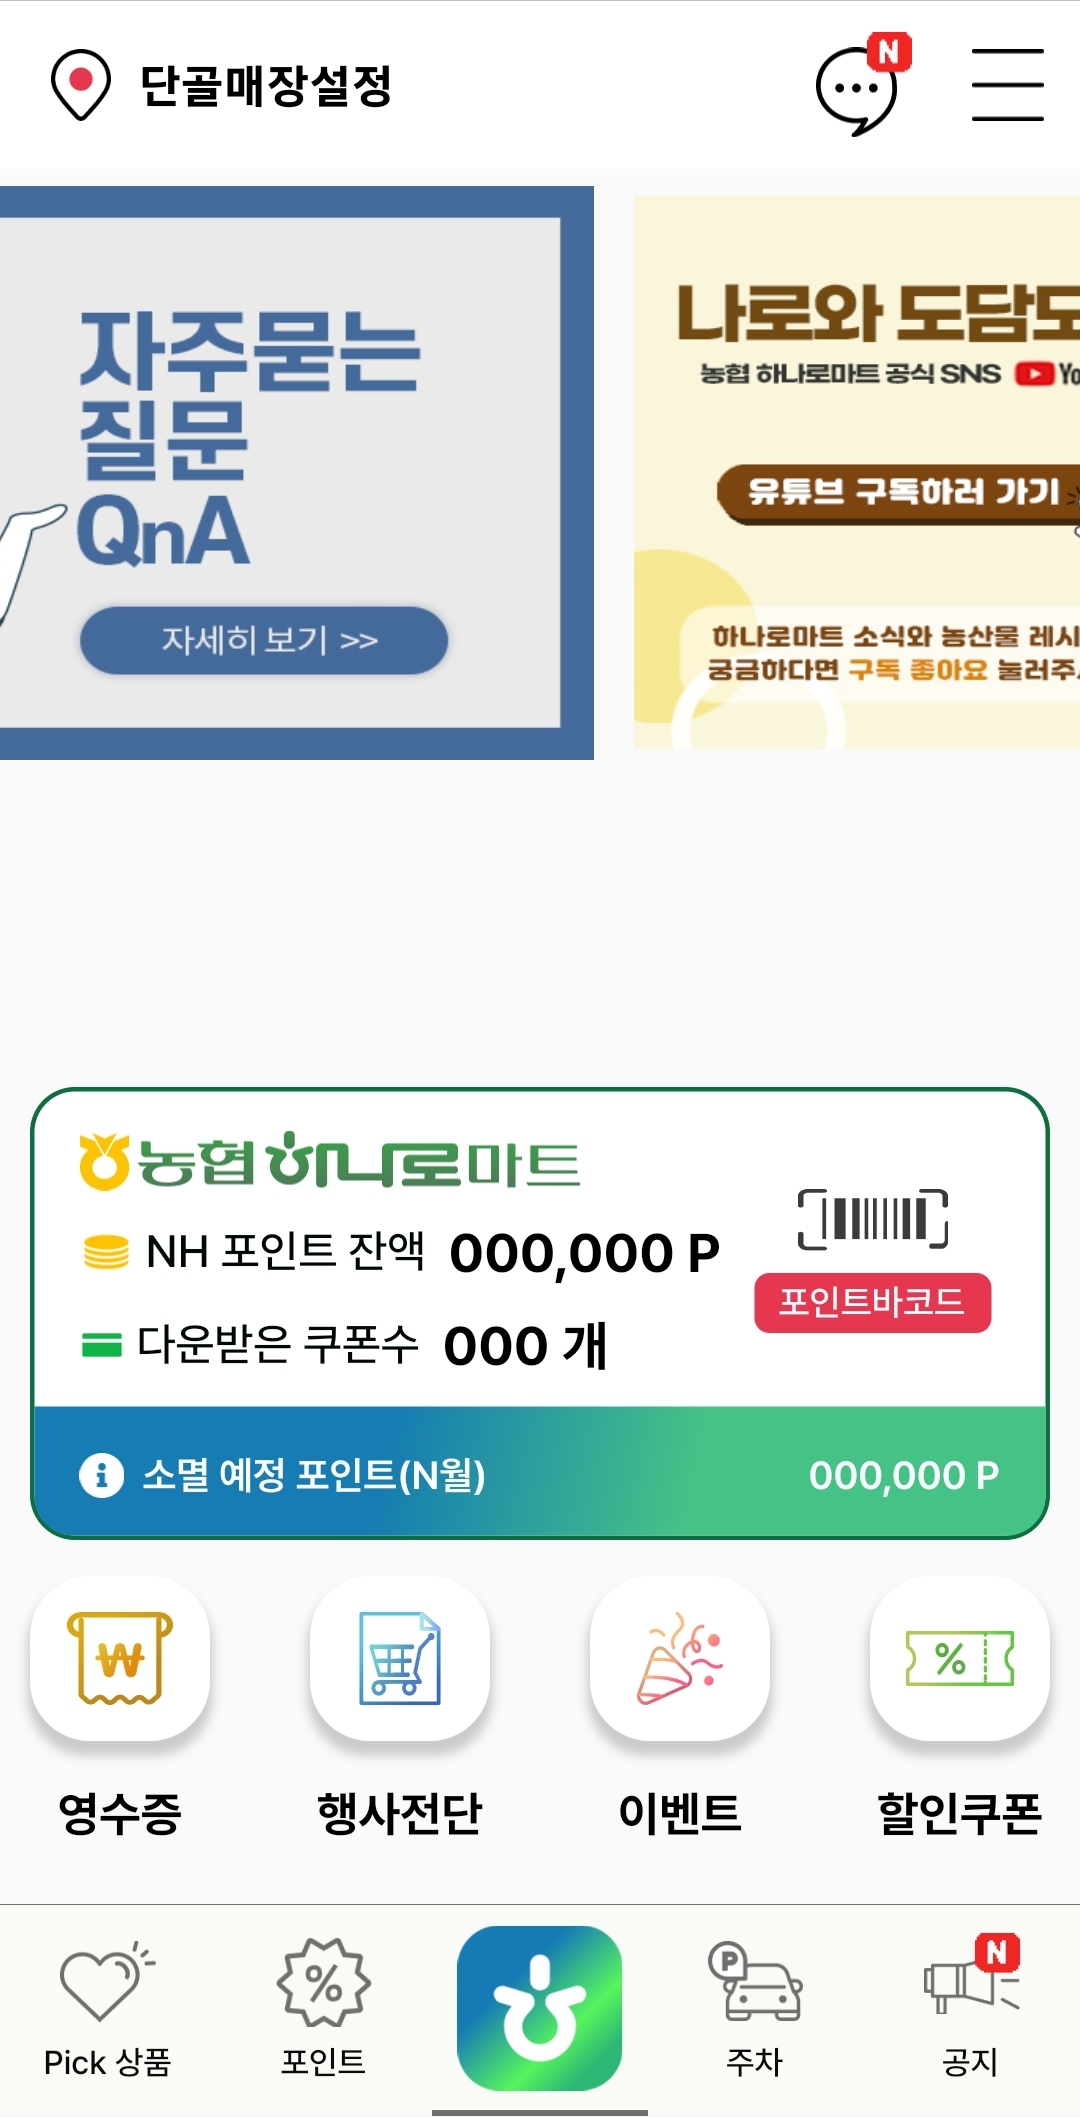 단골매장설정
N
자주묻는
질문
QnA
자세히 보기 >>
나로와 도담도
농협 하나로마트 공식 SNS
유튜브 구독하러 가기
하나로마트 소식와 농산물 레시
궁금하다면 구독 좋아요 눌러주
농협 하나로마트
NH 포인트 잔액 000,000 P
포인트바코드
다운받은 쿠폰수 000 개
소멸 예정 포인트(N월) 000,000 P
영수증
행사전단
이벤트
할인쿠폰
N
Pick 상품
포인트
주차
공지